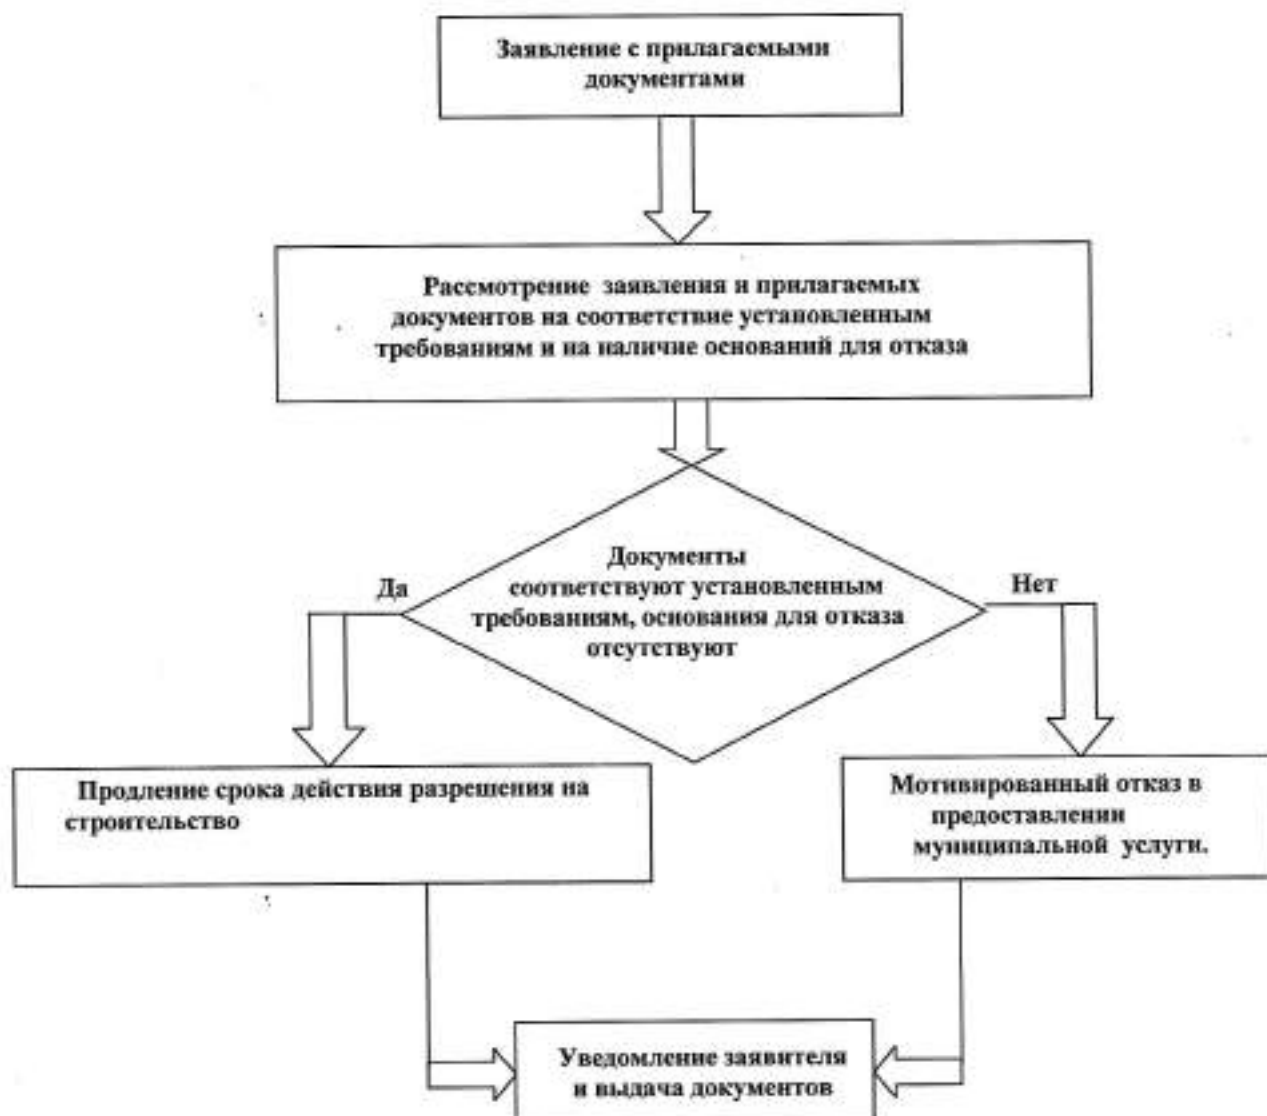 Заявление с прилагаемыми
документами
Рассмотрение заявления и прилагаемых
документов на соответствие установленным
требованиям и на наличие оснований для отказа
Да
Документы
соответствуют установленным
требованиям, основания для отказа
отсутствуют
Нет
Продление срока действия разрешения на
строительство
Мотивированный отказ в
предоставлении
муниципальной услуги.
Уведомление заявителя
и выдача документов